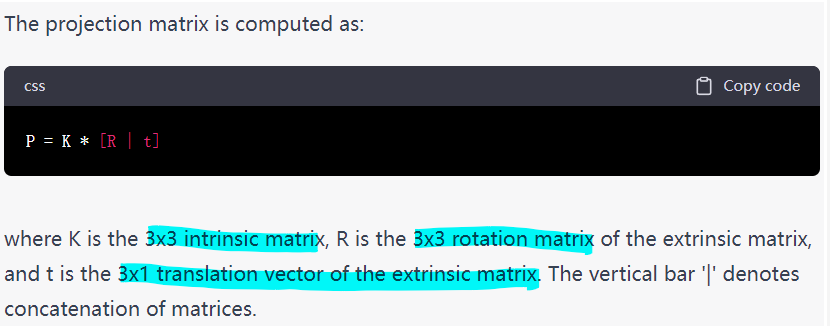 The projection matrix is computed as:
css
Copy code
P = K * [R | t]
where K is the 3x3 intrinsic matrix, R is the 3x3 rotation matrix of the extrinsic matrix,
and t is the 3x1 translation vector of the extrinsic matrix. The vertical bar '|' denotes
concatenation of matrices.